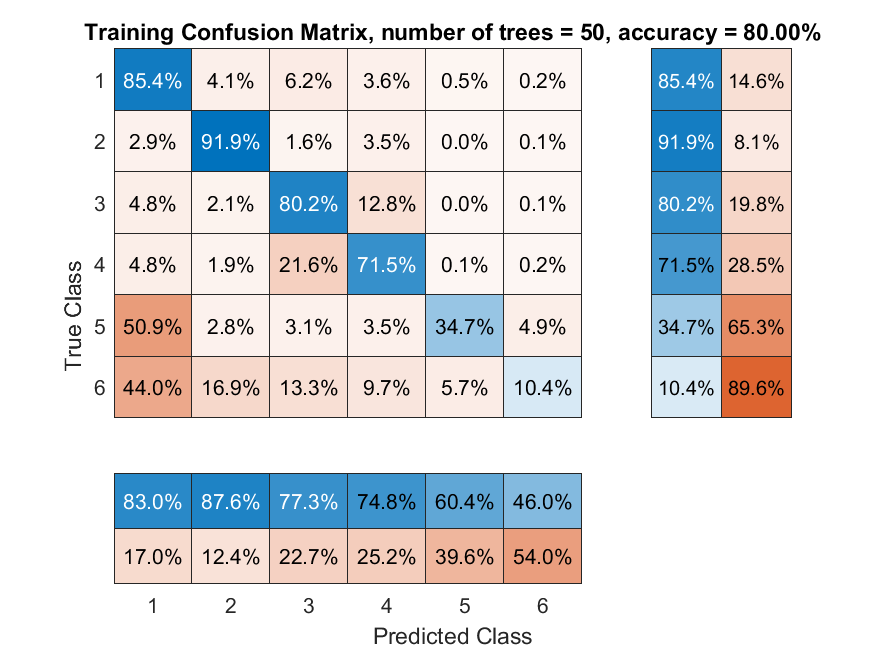 Training Confusion Matrix, number of trees = 50, accuracy = 80.00%
1 85.4% 4.1% 6.2% 3.6% 0.5% 0.2% 85.4% 14.6%
2 2.9% 91.9% 1.6% 3.5% 0.0% 0.1% 91.9% 8.1%
3 4.8% 2.1% 80.2% 12.8% 0.0% 0.1% 80.2% 19.8%
4 4.8% 1.9% 21.6% 71.5% 0.1% 0.2% 71.5% 28.5%
5 50.9% 2.8% 3.1% 3.5% 34.7% 4.9% 34.7% 65.3%
6 44.0% 16.9% 13.3% 9.7% 5.7% 10.4% 10.4% 89.6%
True Class
83.0% 87.6% 77.3% 74.8% 60.4% 46.0%
17.0% 12.4% 22.7% 25.2% 39.6% 54.0%
1 2 3 4 5 6
Predicted Class